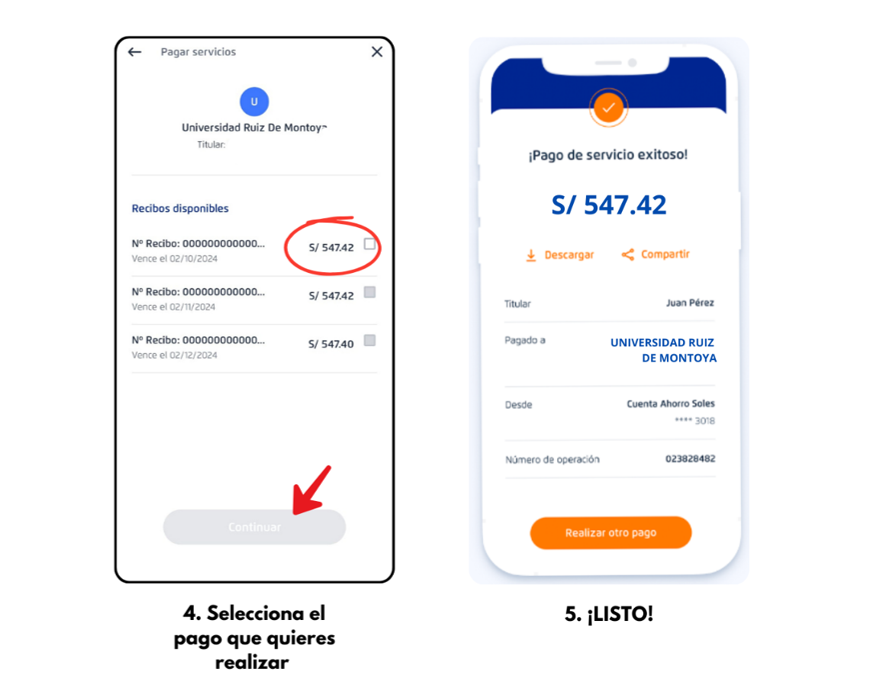 Pagar servicios
U
Universidad Ruiz De Montoy~
Titular:
Recibos disponibles
Nº Recibo: 000000000000...
S/ 547.42
Vence el 02/10/2024
Nº Recibo: 000000000000...
S/ 547.42
Vence el 02/11/2024
Nº Recibo: 00000000000...
S/ 547.40
Vence el 02/12/2024
Continuar
4. Selecciona el
pago que quieres
realizar
¡Pago de servicio exitoso!
S/ 547.42
Descargar
Compartir
Titular
Juan Pérez
Pagado a
UNIVERSIDAD RUIZ
DE MONTOYA
Desde
Cuenta Ahorro Soles
**** 3018
Número de operación
023828482
Realizar otro pago
5. ¡LISTO!